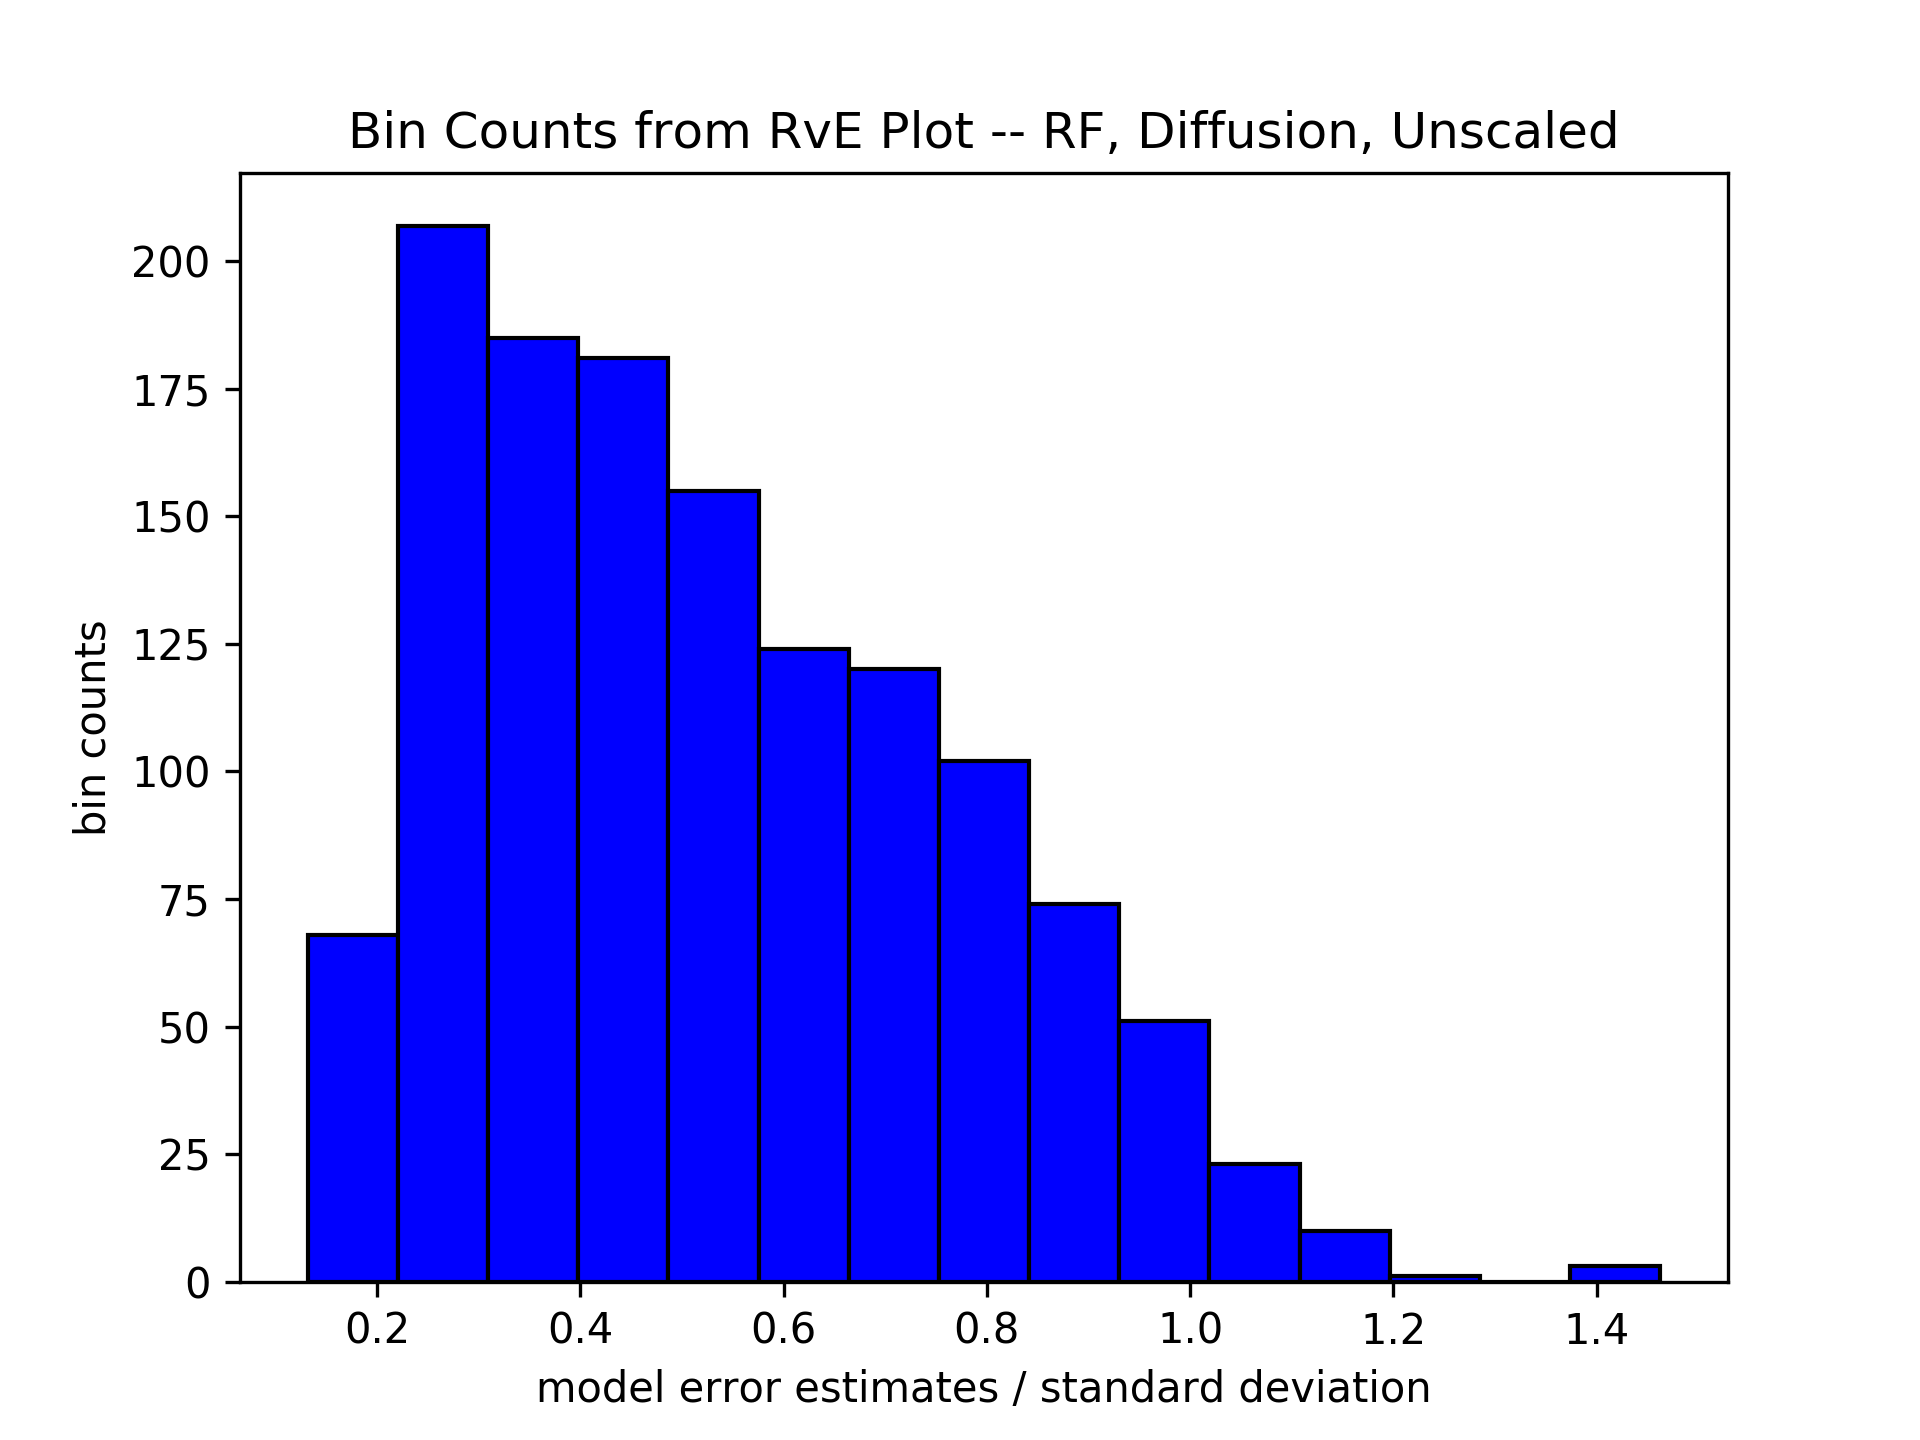 Bin Counts from RvE Plot -- RF, Diffusion, Unscaled
200
175
150
125
100
75
50
25
0
bin counts
0.2 0.4 0.6 0.8 1.0 1.2 1.4
model error estimates / standard deviation